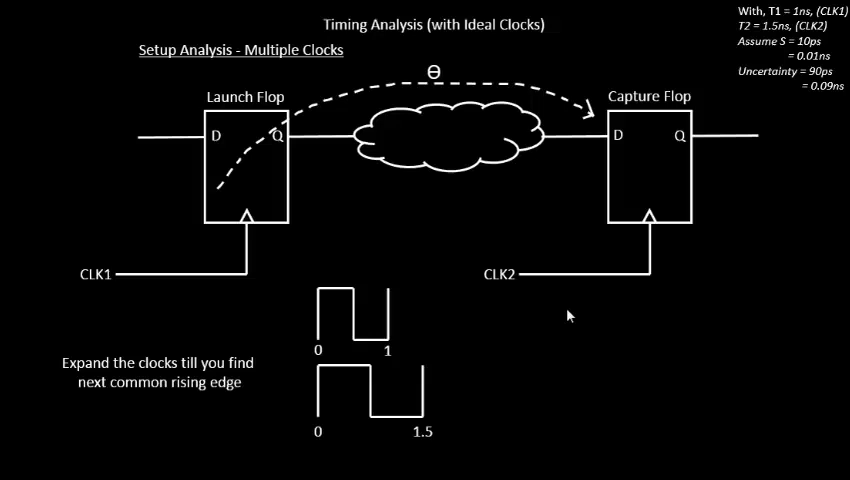 Timing Analysis (with Ideal Clocks)
With, T1 = 1ns, (CLK1)
T2 = 1.5ns, (CLK2)
Assume S = 10ps
= 0.01ns
Uncertainty = 90ps
= 0.09ns
Setup Analysis - Multiple Clocks
Launch Flop
ϴ
Capture Flop
D
Q
D
Q
CLK1
CLK2
0
1
Expand the clocks till you find
next common rising edge
0
1.5